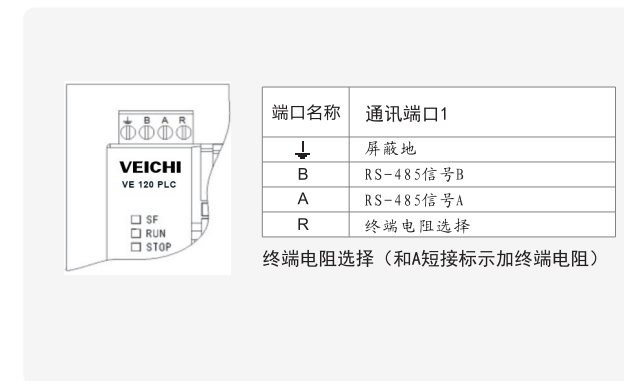 B A R
VEICHI
VE 120 PLC
SF
RUN
STOP
端口名称 通讯端口1
屏蔽地
B RS-485信号B
A RS-485信号A
R 终端电阻选择
终端电阻选择（和A短接标示加终端电阻）